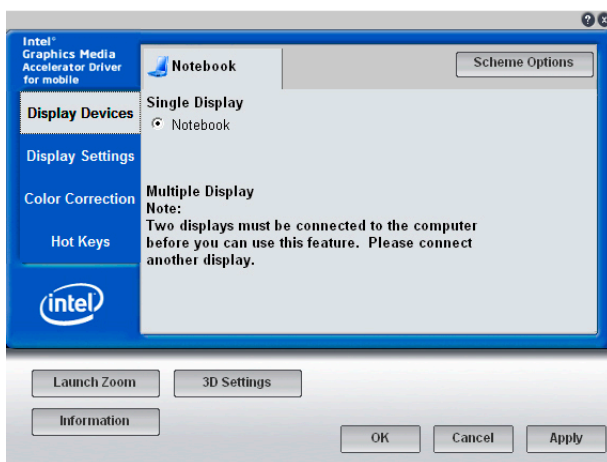 Intel®
Graphics Media
Accelerator Driver
for mobile
Notebook
Scheme Options
Display Devices
Display Settings
Color Correction
Hot Keys
intel
Single Display
Notebook
Multiple Display
Note:
Two displays must be connected to the computer
before you can use this feature. Please connect
another display.
Launch Zoom
3D Settings
Information
OK
Cancel
Apply